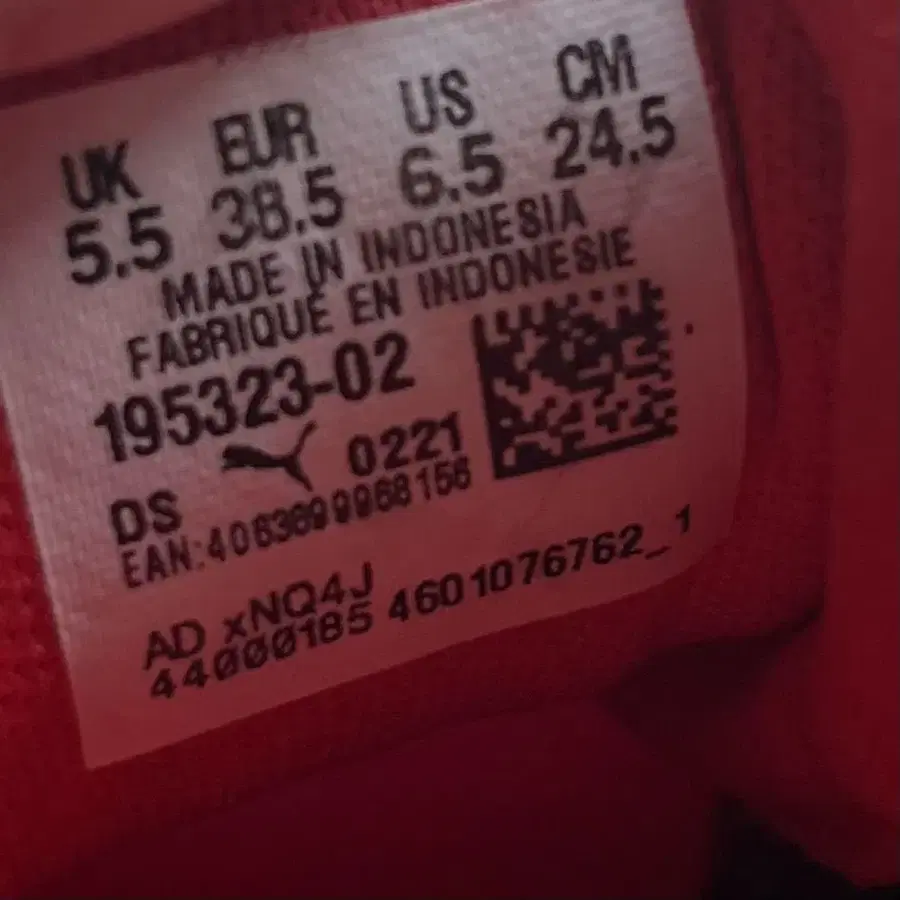 UK EUR US CM
5.5 38.5 6.5 24.5
MADE IN INDONESIA
FABRIQUÉ EN INDONESIE
195323-02
DS 0221
EAN:4063699968156
AD xNQ4J
44000185 4601076762_1